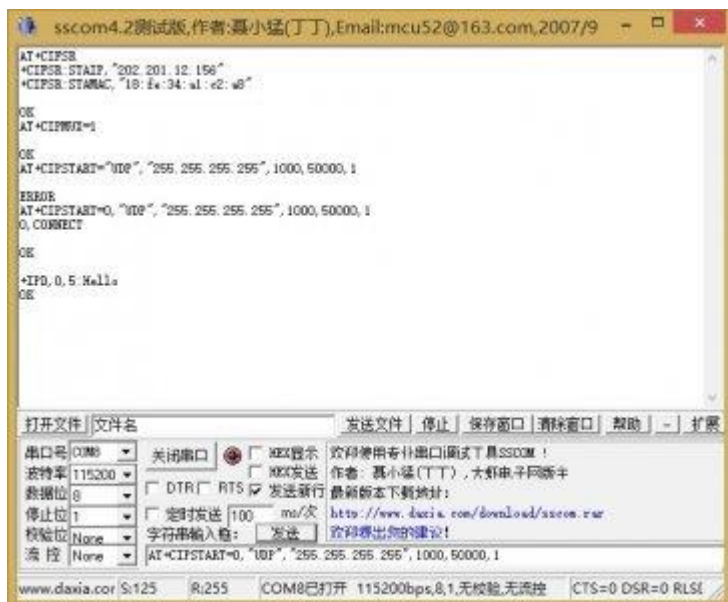 sscom4.2测试版,作者:聂小猛(丁丁),Email:mcu52@163.com,2007/9
AT+CIFSR
+CIFSR:STAIP,"202.201.12.156"
+CIFSR:STAMAC,"18:fe:34:a1:c2:a8"
OK
AT+CIPMUX=1
OK
AT+CIPSTART="UDP","255.255.255.255",1000,50000,1
ERROR
AT+CIPSTART=0,"UDP","255.255.255.255",1000,50000,1
0,CONNECT
OK
+IPD,0,5:Hello
OK
打开文件 文件名 发送文件 停止 保存窗口 清除窗口 帮助 - 扩展
串口号 COM8 关闭串口 HEX显示 欢迎使用专业串口调试工具SSCOM !
波特率 115200 HEX发送 作者: 聂小猛(丁丁),大虾电子网版主
数据位 8 DTR RTS 发送新行 最新版本下载地址:
停止位 1 定时发送 100 ms/次 http://www.daxia.com/download/sscom.rar
校验位 None 字符串输入框: 发送 欢迎提出您的建议!
流 控 None AT+CIPSTART=0,"UDP","255.255.255.255",1000,50000,1
www.daxia.cor S:125 R:255 COM8已打开 115200bps,8,1,无校验,无流控 CTS=0 DSR=0 RLS